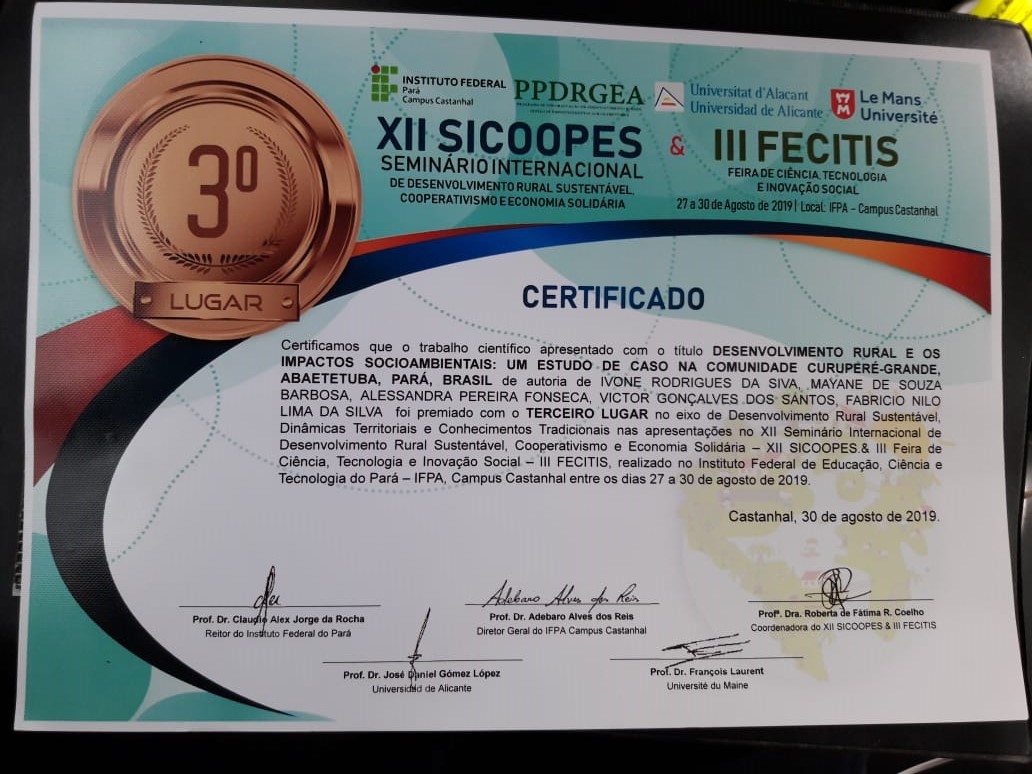 3º
LUGAR
INSTITUTO FEDERAL
Pará
Campus Castanhal
PPDRGEA
Universitat d'Alacant
Universidad de Alicante
Le Mans
Université
XII SICOOPES
SEMINÁRIO INTERNACIONAL
DE DESENVOLVIMENTO RURAL SUSTENTÁVEL,
COOPERATIVISMO E ECONOMIA SOLIDÁRIA
&
III FECITIS
FEIRA DE CIÊNCIA, TECNOLOGIA
E INOVAÇÃO SOCIAL
27 a 30 de Agosto de 2019 | Local: IFPA - Campus Castanhal
CERTIFICADO
Certificamos que o trabalho científico apresentado com o título DESENVOLVIMENTO RURAL E OS
IMPACTOS SOCIOAMBIENTAIS: UM ESTUDO DE CASO NA COMUNIDADE CURUPERÉ-GRANDE,
ABAETETUBA, PARÁ, BRASIL de autoria de IVONE RODRIGUES DA SIVA, MAYANE DE SOUZA
BARBOSA, ALESSANDRA PEREIRA FONSECA, VICTOR GONÇALVES DOS SANTOS, FABRICIO NILO
LIMA DA SILVA foi premiado com o TERCEIRO LUGAR no eixo de Desenvolvimento Rural Sustentável,
Dinâmicas Territoriais e Conhecimentos Tradicionais nas apresentações no XII Seminário Internacional de
Desenvolvimento Rural Sustentável, Cooperativismo e Economia Solidária – XII SICOOPES.& III Feira de
Ciência, Tecnologia e Inovação Social – III FECITIS, realizado no Instituto Federal de Educação, Ciência e
Tecnologia do Pará – IFPA, Campus Castanhal entre os dias 27 a 30 de agosto de 2019.
Castanhal, 30 de agosto de 2019.
Adebaro Alves dos Reis
Prof. Dr. Claudio Alex Jorge da Rocha
Reitor do Instituto Federal do Pará
Prof. Dr. Adebaro Alves dos Reis
Diretor Geral do IFPA Campus Castanhal
Profª. Dra. Roberta de Fátima R. Coelho
Coordenadora do XII SICOOPES & III FECITIS
Prof. Dr. José Daniel Gómez López
Universidad de Alicante
Prof. Dr. François Laurent
Université du Maine